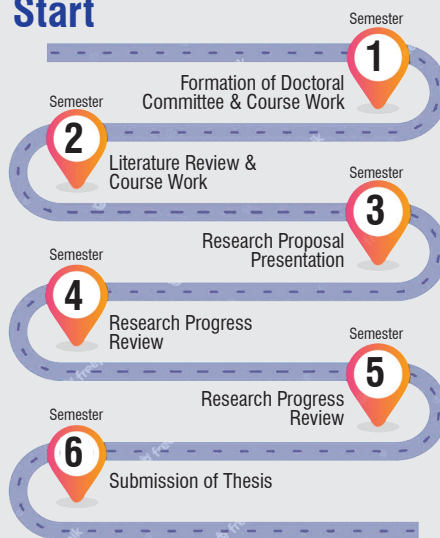 Start
Semester
1
Formation of Doctoral
Committee & Course Work
Semester
2
Literature Review &
Course Work
Semester
3
Research Proposal
Presentation
Semester
4
Research Progress
Review
Semester
5
Research Progress
Review
Semester
6
Submission of Thesis